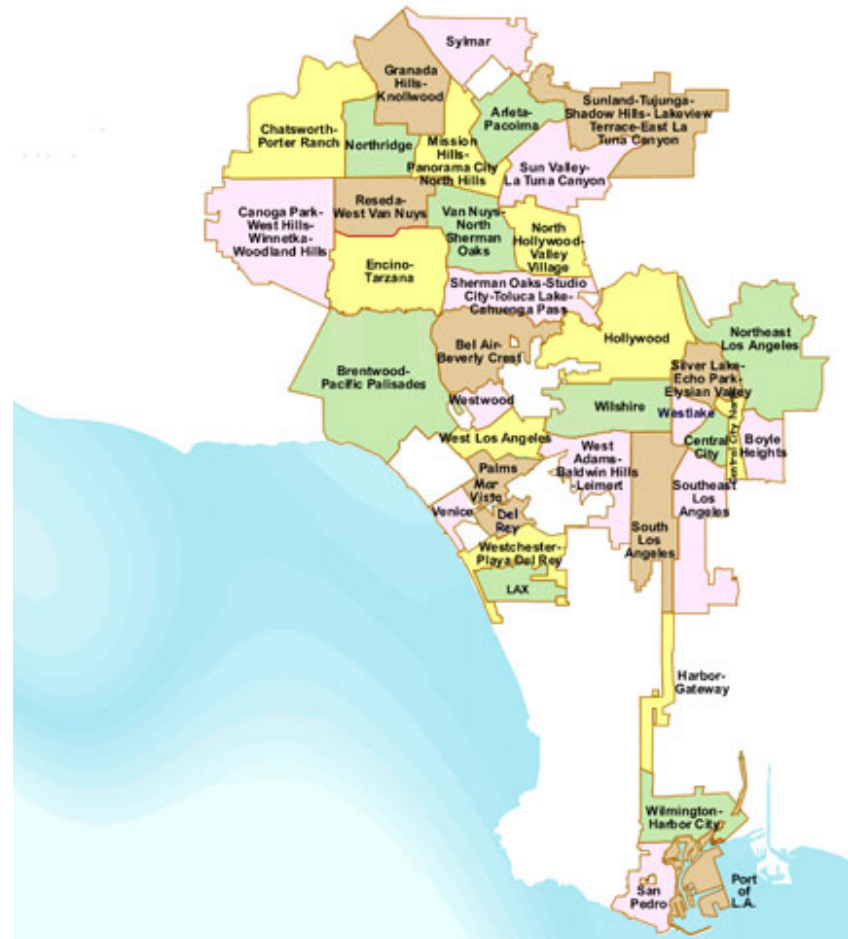 Sylmar
Granada
Hills-
Knollwood
Sunland-Tujunga-
Shadow Hills- Lakeview
Terrace-East La
Tuna Canyon
Arleta-
Pacoima
Chatsworth-
Porter Ranch
Northridge
Mission
Hills-
Panorama City
North Hills
Sun Valley-
La Tuna Canyon
Reseda-
West Van Nuys
Canoga Park-
West Hills-
Winnetka-
Woodland Hills
Van Nuys-
North
Sherman
Oaks
North
Hollywood-
Valley
Village
Encino-
Tarzana
Sherman Oaks-Studio
City-Toluca Lake-
Cahuenga Pass
Hollywood
Northeast
Los Angeles
Bel Air-
Beverly Crest
Brentwood-
Pacific Palisades
Silver Lake-
Echo Park-
Elysian Valley
Westwood
Wilshire
Westlake
Central City North
West Los Angeles
Central
City
Boyle
Heights
West
Adams-
Baldwin Hills
-Leimert
Palms
Mar
Vista
Southeast
Los
Angeles
Venice
Del
Rey
South
Los
Angeles
Westchester-
Playa Del Rey
LAX
Harbor-
Gateway
Wilmington-
Harbor City
San
Pedro
Port
of
L.A.